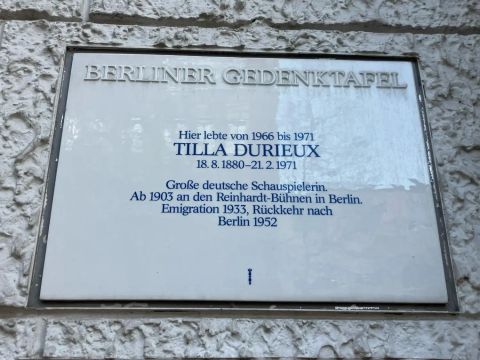 BERLINER GEDENKTAFEL
Hier lebte von 1966 bis 1971
TILLA DURIEUX
18. 8. 1880–21. 2. 1971
Große deutsche Schauspielerin.
Ab 1903 an den Reinhardt-Bühnen in Berlin.
Emigration 1933, Rückkehr nach
Berlin 1952